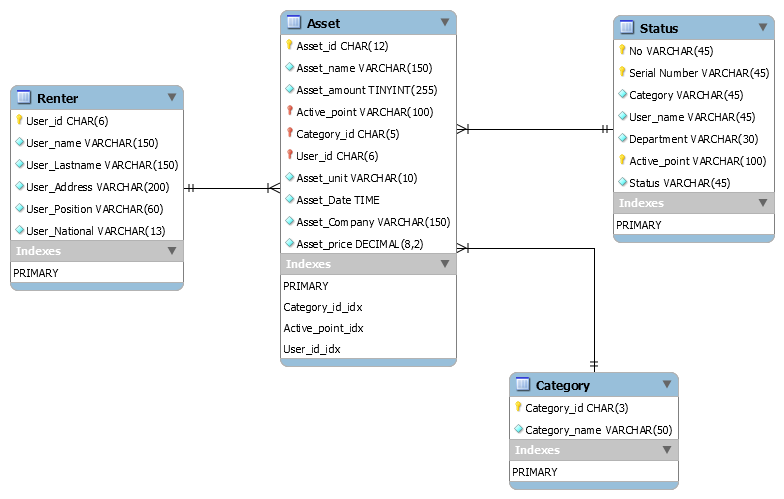 Renter
User_id CHAR(6)
User_name VARCHAR(150)
User_Lastname VARCHAR(150)
User_Address VARCHAR(200)
User_Position VARCHAR(60)
User_National VARCHAR(13)
Indexes
PRIMARY
Asset
Asset_id CHAR(12)
Asset_name VARCHAR(150)
Asset_amount TINYINT(255)
Active_point VARCHAR(100)
Category_id CHAR(5)
User_id CHAR(6)
Asset_unit VARCHAR(10)
Asset_Date TIME
Asset_Company VARCHAR(150)
Asset_price DECIMAL(8,2)
Indexes
PRIMARY
Category_id_idx
Active_point_idx
User_id_idx
Status
No VARCHAR(45)
Serial Number VARCHAR(45)
Category VARCHAR(45)
User_name VARCHAR(45)
Department VARCHAR(30)
Active_point VARCHAR(100)
Status VARCHAR(45)
Indexes
PRIMARY
Category
Category_id CHAR(3)
Category_name VARCHAR(50)
Indexes
PRIMARY